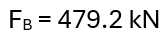 F_B = 479.2 kN